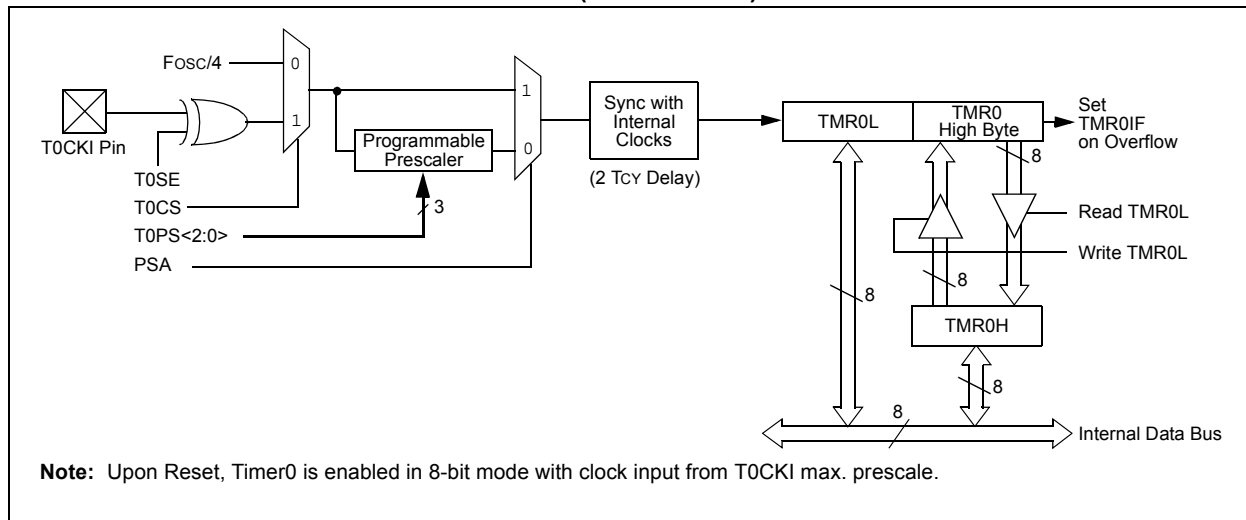 FOSC/4
0
1
T0CKI Pin
T0SE
T0CS
T0PS<2:0>
PSA
Programmable
Prescaler
3
1
0
Sync with
Internal
Clocks
(2 TCY Delay)
TMR0L
TMR0
High Byte
Set
TMR0IF
on Overflow
8
Read TMR0L
Write TMR0L
8
8
TMR0H
8
8
Internal Data Bus
Note: Upon Reset, Timer0 is enabled in 8-bit mode with clock input from T0CKI max. prescale.